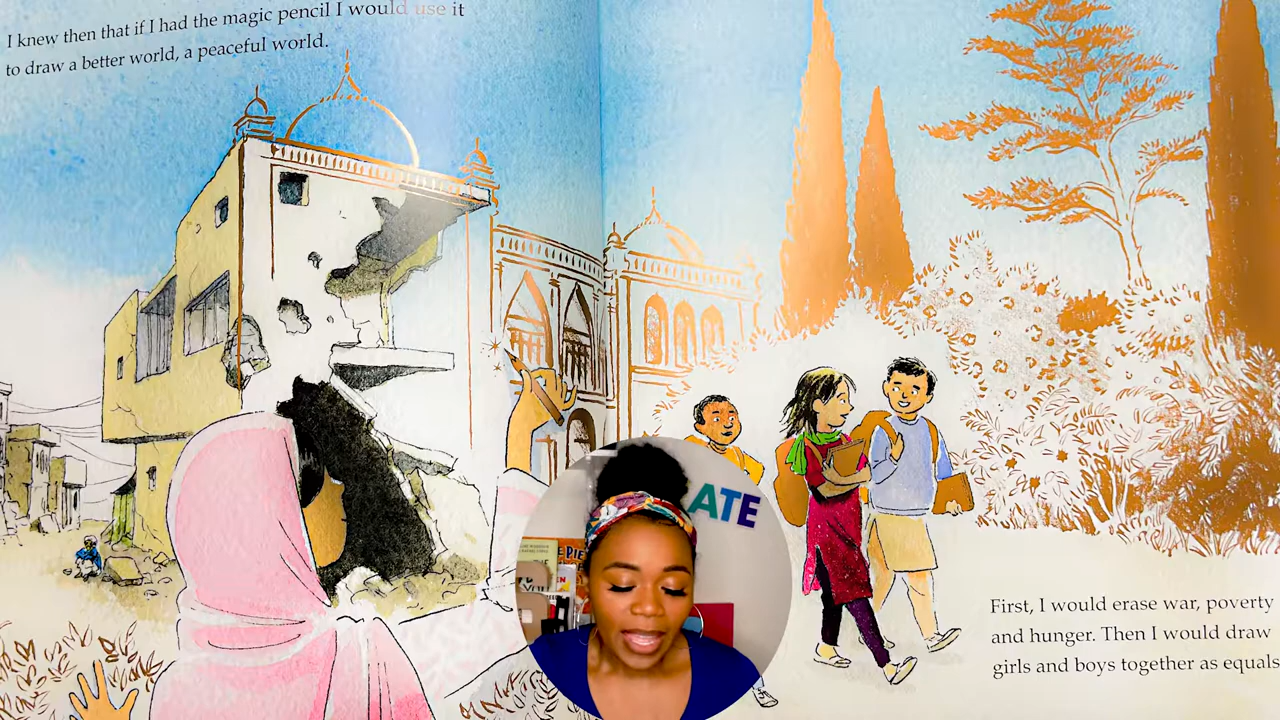 I knew then that if I had the magic pencil I would use it
to draw a better world, a peaceful world.
ATE
First, I would erase war, poverty
and hunger. Then I would draw
girls and boys together as equals